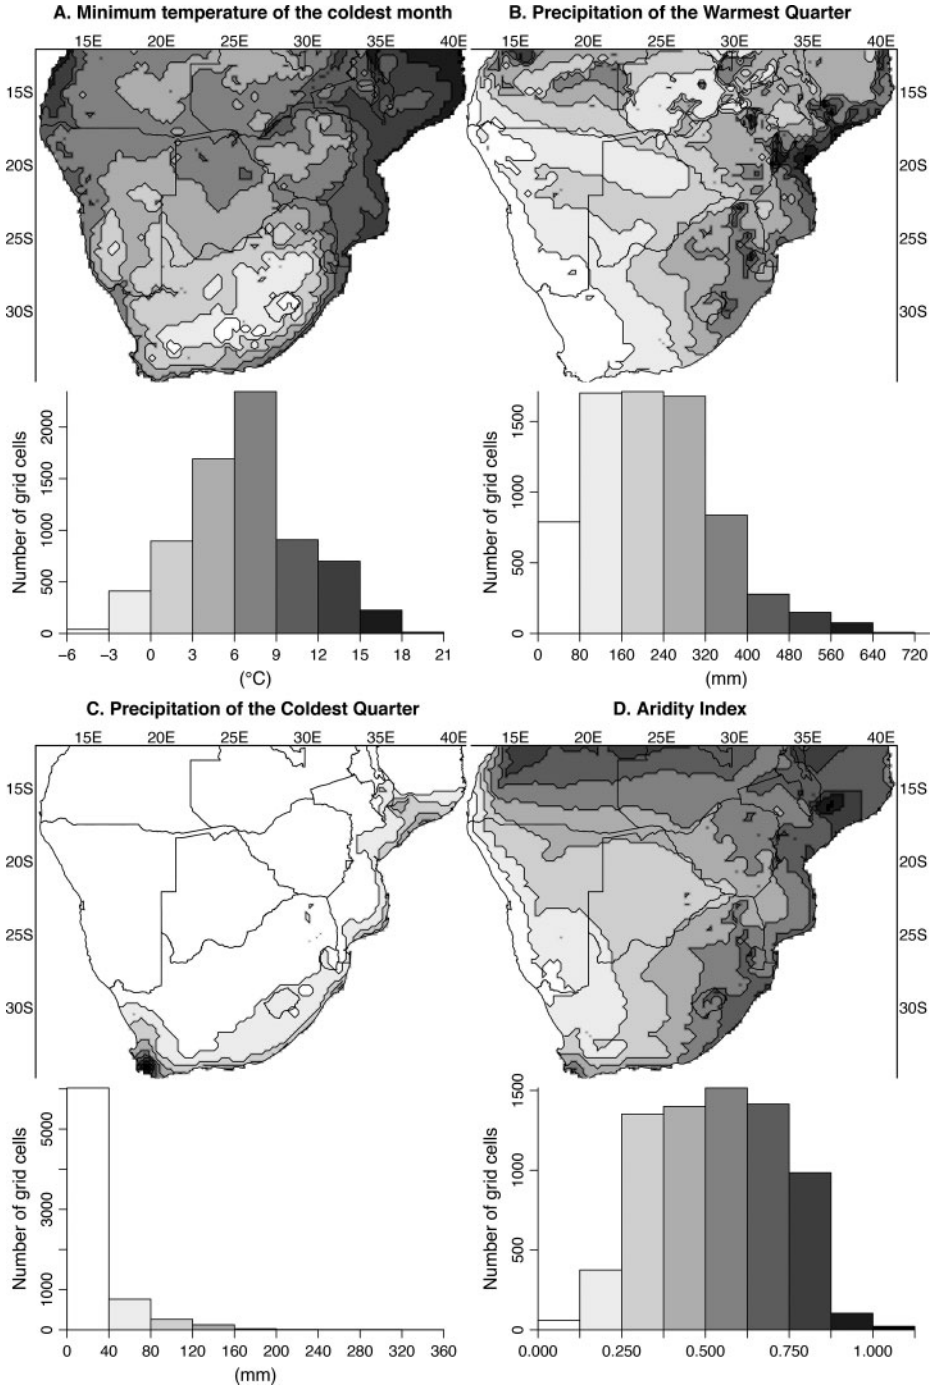 A. Minimum temperature of the coldest month
B. Precipitation of the Warmest Quarter
15E 20E 25E 30E 35E 40E
15E 20E 25E 30E 35E 40E
15S
20S
25S
30S
15S
20S
25S
30S
Number of grid cells
0 500 1000 1500 2000
−6 −3 0 3 6 9 12 15 18 21
(°C)
Number of grid cells
0 500 1000 1500
0 80 160 240 320 400 480 560 640 720
(mm)
C. Precipitation of the Coldest Quarter
D. Aridity Index
15E 20E 25E 30E 35E 40E
15E 20E 25E 30E 35E 40E
15S
20S
25S
30S
15S
20S
25S
30S
Number of grid cells
0 1000 3000 5000
0 40 80 120 160 200 240 280 320 360
(mm)
Number of grid cells
0 500 1000 1500
0.000 0.250 0.500 0.750 1.000